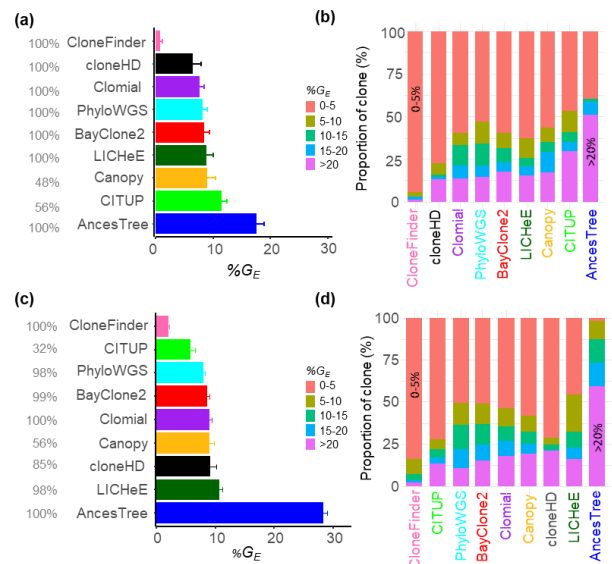 (a)
100% CloneFinder
100% cloneHD
100% Clomial
100% PhyloWGS
100% BayClone2
100% LICHeE
48% Canopy
56% CITUP
100% AncesTree
0 10 20 30
%GE
(b)
Proportion of clone (%)
100
75
50
25
0
0-5%
>20%
%GE
0-5
5-10
10-15
15-20
>20
CloneFinder
cloneHD
Clomial
PhyloWGS
BayClone2
LICHeE
Canopy
CITUP
AncesTree
(c)
100% CloneFinder
32% CITUP
98% PhyloWGS
99% BayClone2
100% Clomial
56% Canopy
85% cloneHD
98% LICHeE
100% AncesTree
0 10 20 30
%GE
(d)
Proportion of clone (%)
100
75
50
25
0
0-5%
>20%
%GE
0-5
5-10
10-15
15-20
>20
CloneFinder
CITUP
PhyloWGS
BayClone2
Clomial
Canopy
cloneHD
LICHeE
AncesTree